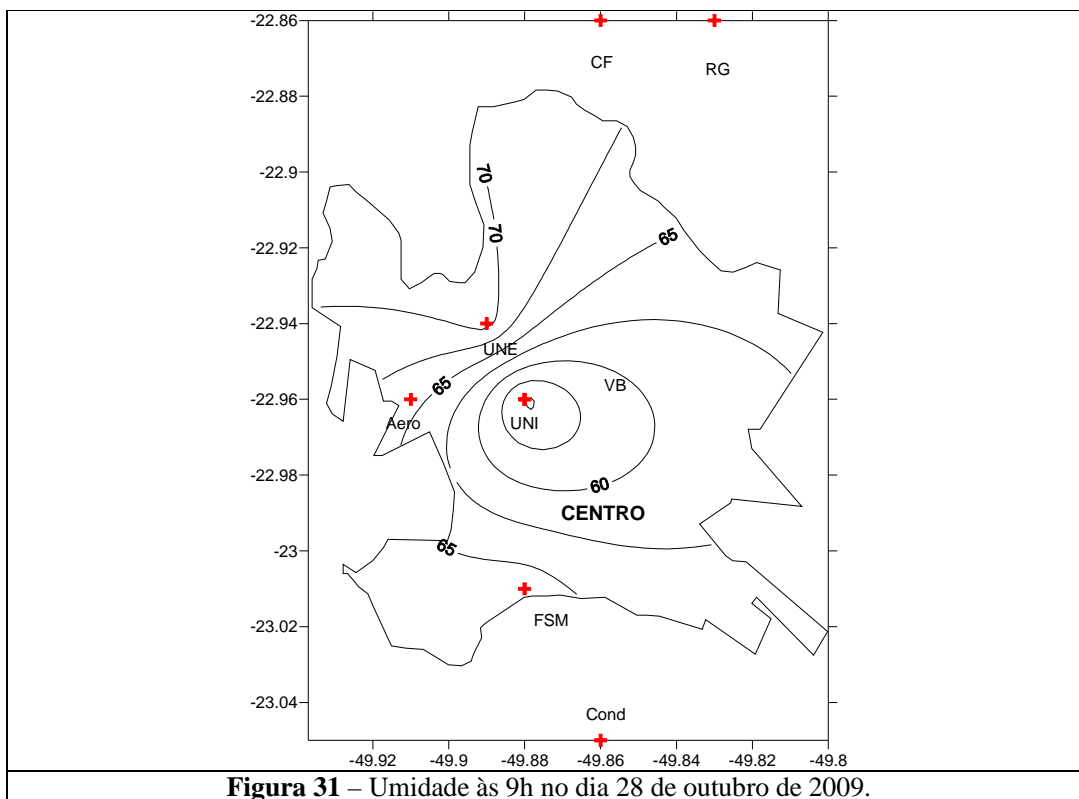 -22.86
CF
RG
-22.88
-22.9
70
-22.92
70
65
-22.94
UNE
65
VB
-22.96
Aero
UNI
60
-22.98
CENTRO
65
-23
FSM
-23.02
Cond
-23.04
-49.92 -49.9 -49.88 -49.86 -49.84 -49.82 -49.8
Figura 31 – Umidade às 9h no dia 28 de outubro de 2009.